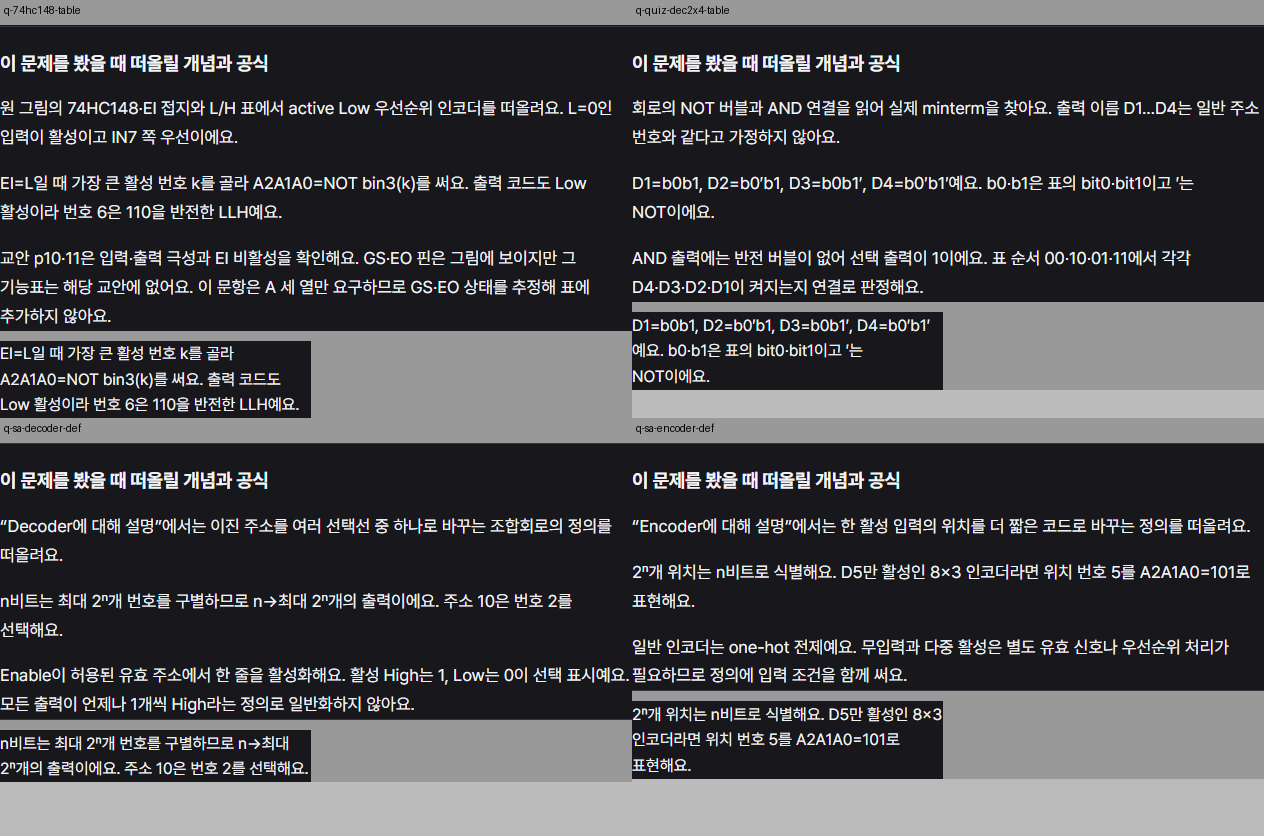 q-74hc148-table
이 문제를 봤을 때 떠올릴 개념과 공식
원 그림의 74HC148·EI 접지와 L/H 표에서 active Low 우선순위 인코더를 떠올려요. L=0인
입력이 활성이고 IN7 쪽 우선이에요.
EI=L일 때 가장 큰 활성 번호 k를 골라 A2A1A0=NOT bin3(k)를 써요. 출력 코드도 Low
활성이라 번호 6은 110을 반전한 LLH예요.
교안 p10·11은 입력·출력 극성과 EI 비활성을 확인해요. GS·EO 핀은 그림에 보이지만 그
기능표는 해당 교안에 없어요. 이 문항은 A 세 열만 요구하므로 GS·EO 상태를 추정해 표에
추가하지 않아요.
EI=L일 때 가장 큰 활성 번호 k를 골라
A2A1A0=NOT bin3(k)를 써요. 출력 코드도
Low 활성이라 번호 6은 110을 반전한 LLH예요.
q-quiz-dec2x4-table
이 문제를 봤을 때 떠올릴 개념과 공식
회로의 NOT 버블과 AND 연결을 읽어 실제 minterm을 찾아요. 출력 이름 D1…D4는 일반 주소
번호와 같다고 가정하지 않아요.
D1=b0b1, D2=b0′b1, D3=b0b1′, D4=b0′b1′예요. b0·b1은 표의 bit0·bit1이고 ′는
NOT이에요.
AND 출력에는 반전 버블이 없어 선택 출력이 1이에요. 표 순서 00·10·01·11에서 각각
D4·D3·D2·D1이 켜지는지 연결로 판정해요.
D1=b0b1, D2=b0′b1, D3=b0b1′, D4=b0′b1′
예요. b0·b1은 표의 bit0·bit1이고 ′는
NOT이에요.
q-sa-decoder-def
이 문제를 봤을 때 떠올릴 개념과 공식
“Decoder에 대해 설명”에서는 이진 주소를 여러 선택선 중 하나로 바꾸는 조합회로의 정의를
떠올려요.
n비트는 최대 2ⁿ개 번호를 구별하므로 n→최대 2ⁿ개의 출력이에요. 주소 10은 번호 2를
선택해요.
Enable이 허용된 유효 주소에서 한 줄을 활성화해요. 활성 High는 1, Low는 0이 선택 표시예요.
모든 출력이 언제나 1개씩 High라는 정의로 일반화하지 않아요.
n비트는 최대 2ⁿ개 번호를 구별하므로 n→최대
2ⁿ개의 출력이에요. 주소 10은 번호 2를 선택해요.
q-sa-encoder-def
이 문제를 봤을 때 떠올릴 개념과 공식
“Encoder에 대해 설명”에서는 한 활성 입력의 위치를 더 짧은 코드로 바꾸는 정의를 떠올려요.
2ⁿ개 위치는 n비트로 식별해요. D5만 활성인 8×3 인코더라면 위치 번호 5를 A2A1A0=101로
표현해요.
일반 인코더는 one-hot 전제예요. 무입력과 다중 활성은 별도 유효 신호나 우선순위 처리가
필요하므로 정의에 입력 조건을 함께 써요.
2ⁿ개 위치는 n비트로 식별해요. D5만 활성인 8×3
인코더라면 위치 번호 5를 A2A1A0=101로
표현해요.